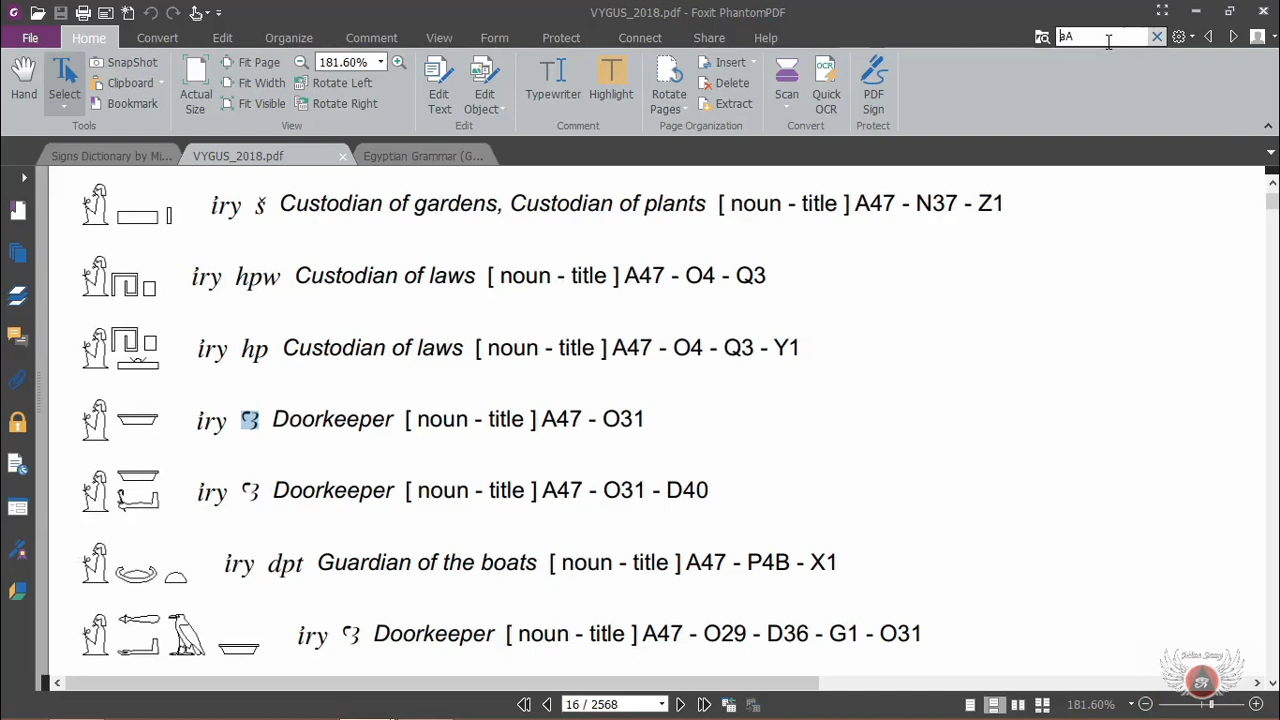 VYGUS_2018.pdf - Foxit PhantomPDF
File Home Convert Edit Organize Comment View Form Protect Connect Share Help
aA
Hand
Select
SnapShot
Clipboard
Bookmark
Tools
Actual Size
Fit Page
Fit Width
Fit Visible
181.60%
Rotate Left
Rotate Right
View
Edit Text
Edit Object
Edit
Typewriter
Highlight
Comment
Rotate Pages
Insert
Delete
Extract
Page Organization
Scan
Quick OCR
Convert
PDF Sign
Protect
Signs Dictionary by Mi... VYGUS_2018.pdf Egyptian Grammar (G...
iry š Custodian of gardens, Custodian of plants [ noun - title ] A47 - N37 - Z1
iry hpw Custodian of laws [ noun - title ] A47 - O4 - Q3
iry hp Custodian of laws [ noun - title ] A47 - O4 - Q3 - Y1
iry ꜥꜣ Doorkeeper [ noun - title ] A47 - O31
iry ꜥꜣ Doorkeeper [ noun - title ] A47 - O31 - D40
iry dpt Guardian of the boats [ noun - title ] A47 - P4B - X1
iry ꜥꜣ Doorkeeper [ noun - title ] A47 - O29 - D36 - G1 - O31
16 / 2568
181.60%